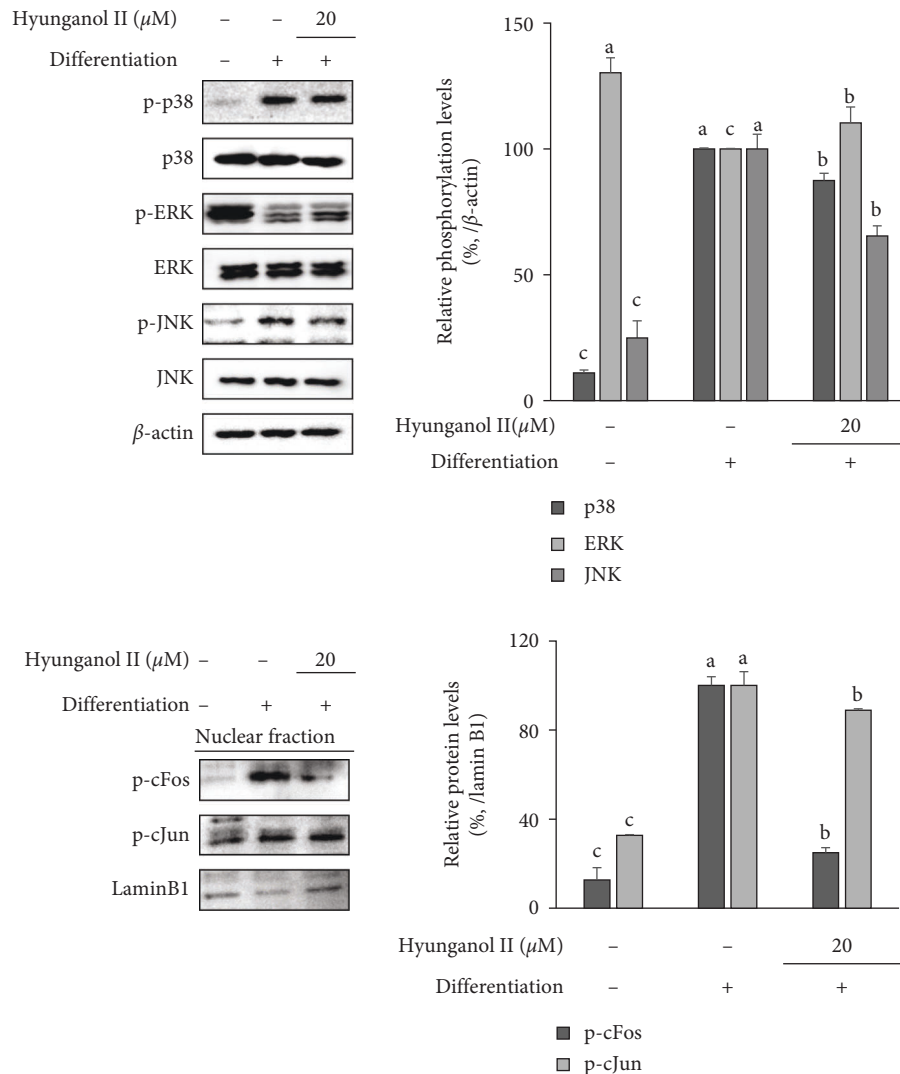 Hyunganol II (μM) – – 20
Differentiation – + +
p-p38
p38
p-ERK
ERK
p-JNK
JNK
β-actin
Relative phosphorylation levels
(%, /β-actin)
150
100
50
0
c a c
a c a
b b b
Hyunganol II(μM) – – 20
Differentiation – + +
p38
ERK
JNK
Hyunganol II (μM) – – 20
Differentiation – + +
Nuclear fraction
p-cFos
p-cJun
LaminB1
Relative protein levels
(%, /lamin B1)
120
80
40
0
c c
a a
b b
Hyunganol II (μM) – – 20
Differentiation – + +
p-cFos
p-cJun